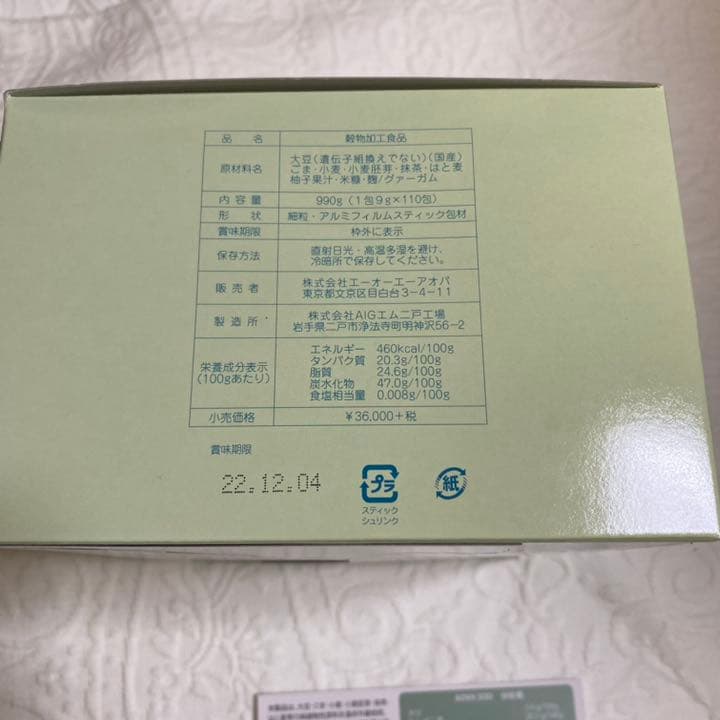 品 名 穀物加工食品
原材料名 大豆(遺伝子組換えでない)(国産)
ごま・小麦・小麦胚芽・抹茶・はと麦
柚子果汁・米糠・麹/グァーガム
内容量 990g(1包9g×110包)
形 状 細粒・アルミフィルムスティック包材
賞味期限 枠外に表示
保存方法 直射日光・高温多湿を避け、
冷暗所で保存してください。
販売者 株式会社エーオーエーアオバ
東京都文京区目白台3-4-11
製造所 株式会社AIGエム二戸工場
岩手県二戸市浄法寺町明神沢56-2
栄養成分表示
(100gあたり)
エネルギー 460kcal/100g
タンパク質 20.3g/100g
脂質 24.6g/100g
炭水化物 47.0g/100g
食塩相当量 0.008g/100g
小売価格 ¥36,000+税
賞味期限
22.12.04
プラ
紙
スティック
シュリンク